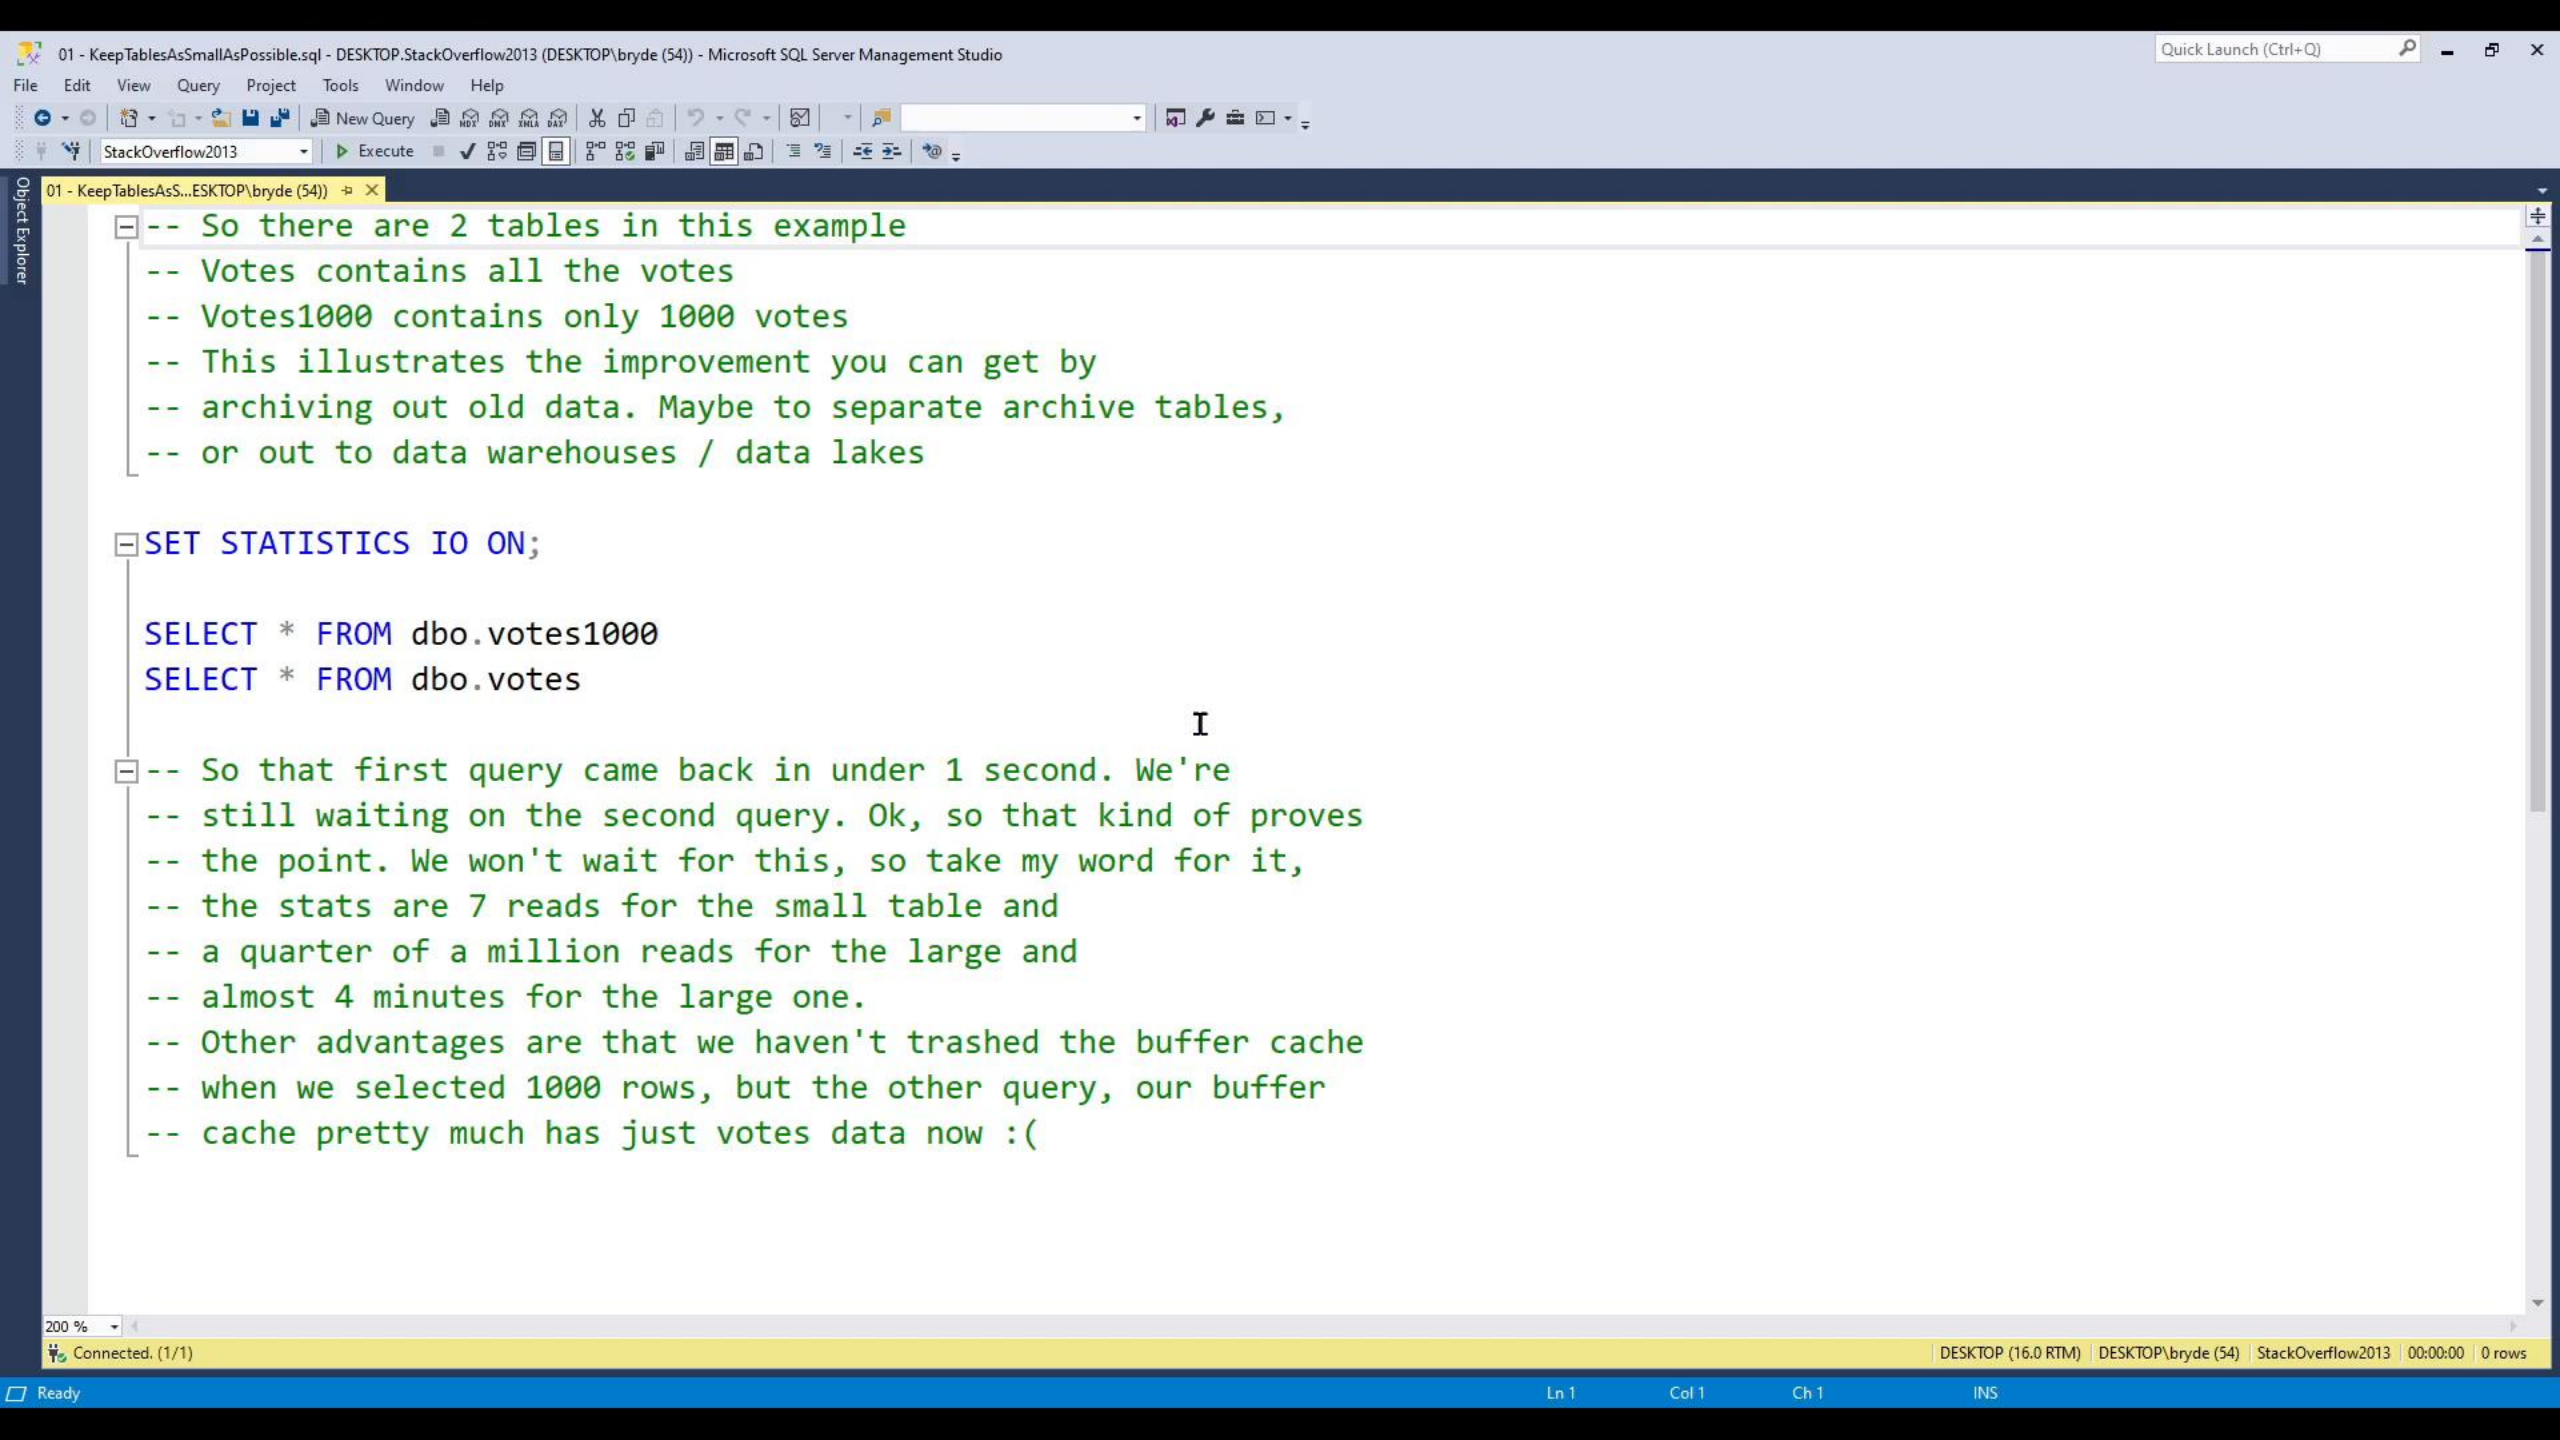 01 - KeepTablesAsSmallAsPossible.sql - DESKTOP.StackOverflow2013 (DESKTOP\bryde (54)) - Microsoft SQL Server Management Studio
Quick Launch (Ctrl+Q)
File Edit View Query Project Tools Window Help
New Query MDX DMX XMLA DAX
StackOverflow2013 Execute
Object Explorer
01 - KeepTablesAsS...ESKTOP\bryde (54))
-- So there are 2 tables in this example
-- Votes contains all the votes
-- Votes1000 contains only 1000 votes
-- This illustrates the improvement you can get by
-- archiving out old data. Maybe to separate archive tables,
-- or out to data warehouses / data lakes
SET STATISTICS IO ON;
SELECT * FROM dbo.votes1000
SELECT * FROM dbo.votes
-- So that first query came back in under 1 second. We're
-- still waiting on the second query. Ok, so that kind of proves
-- the point. We won't wait for this, so take my word for it,
-- the stats are 7 reads for the small table and
-- a quarter of a million reads for the large and
-- almost 4 minutes for the large one.
-- Other advantages are that we haven't trashed the buffer cache
-- when we selected 1000 rows, but the other query, our buffer
-- cache pretty much has just votes data now :(
200 %
Connected. (1/1) DESKTOP (16.0 RTM) DESKTOP\bryde (54) StackOverflow2013 00:00:00 0 rows
Ready Ln 1 Col 1 Ch 1 INS